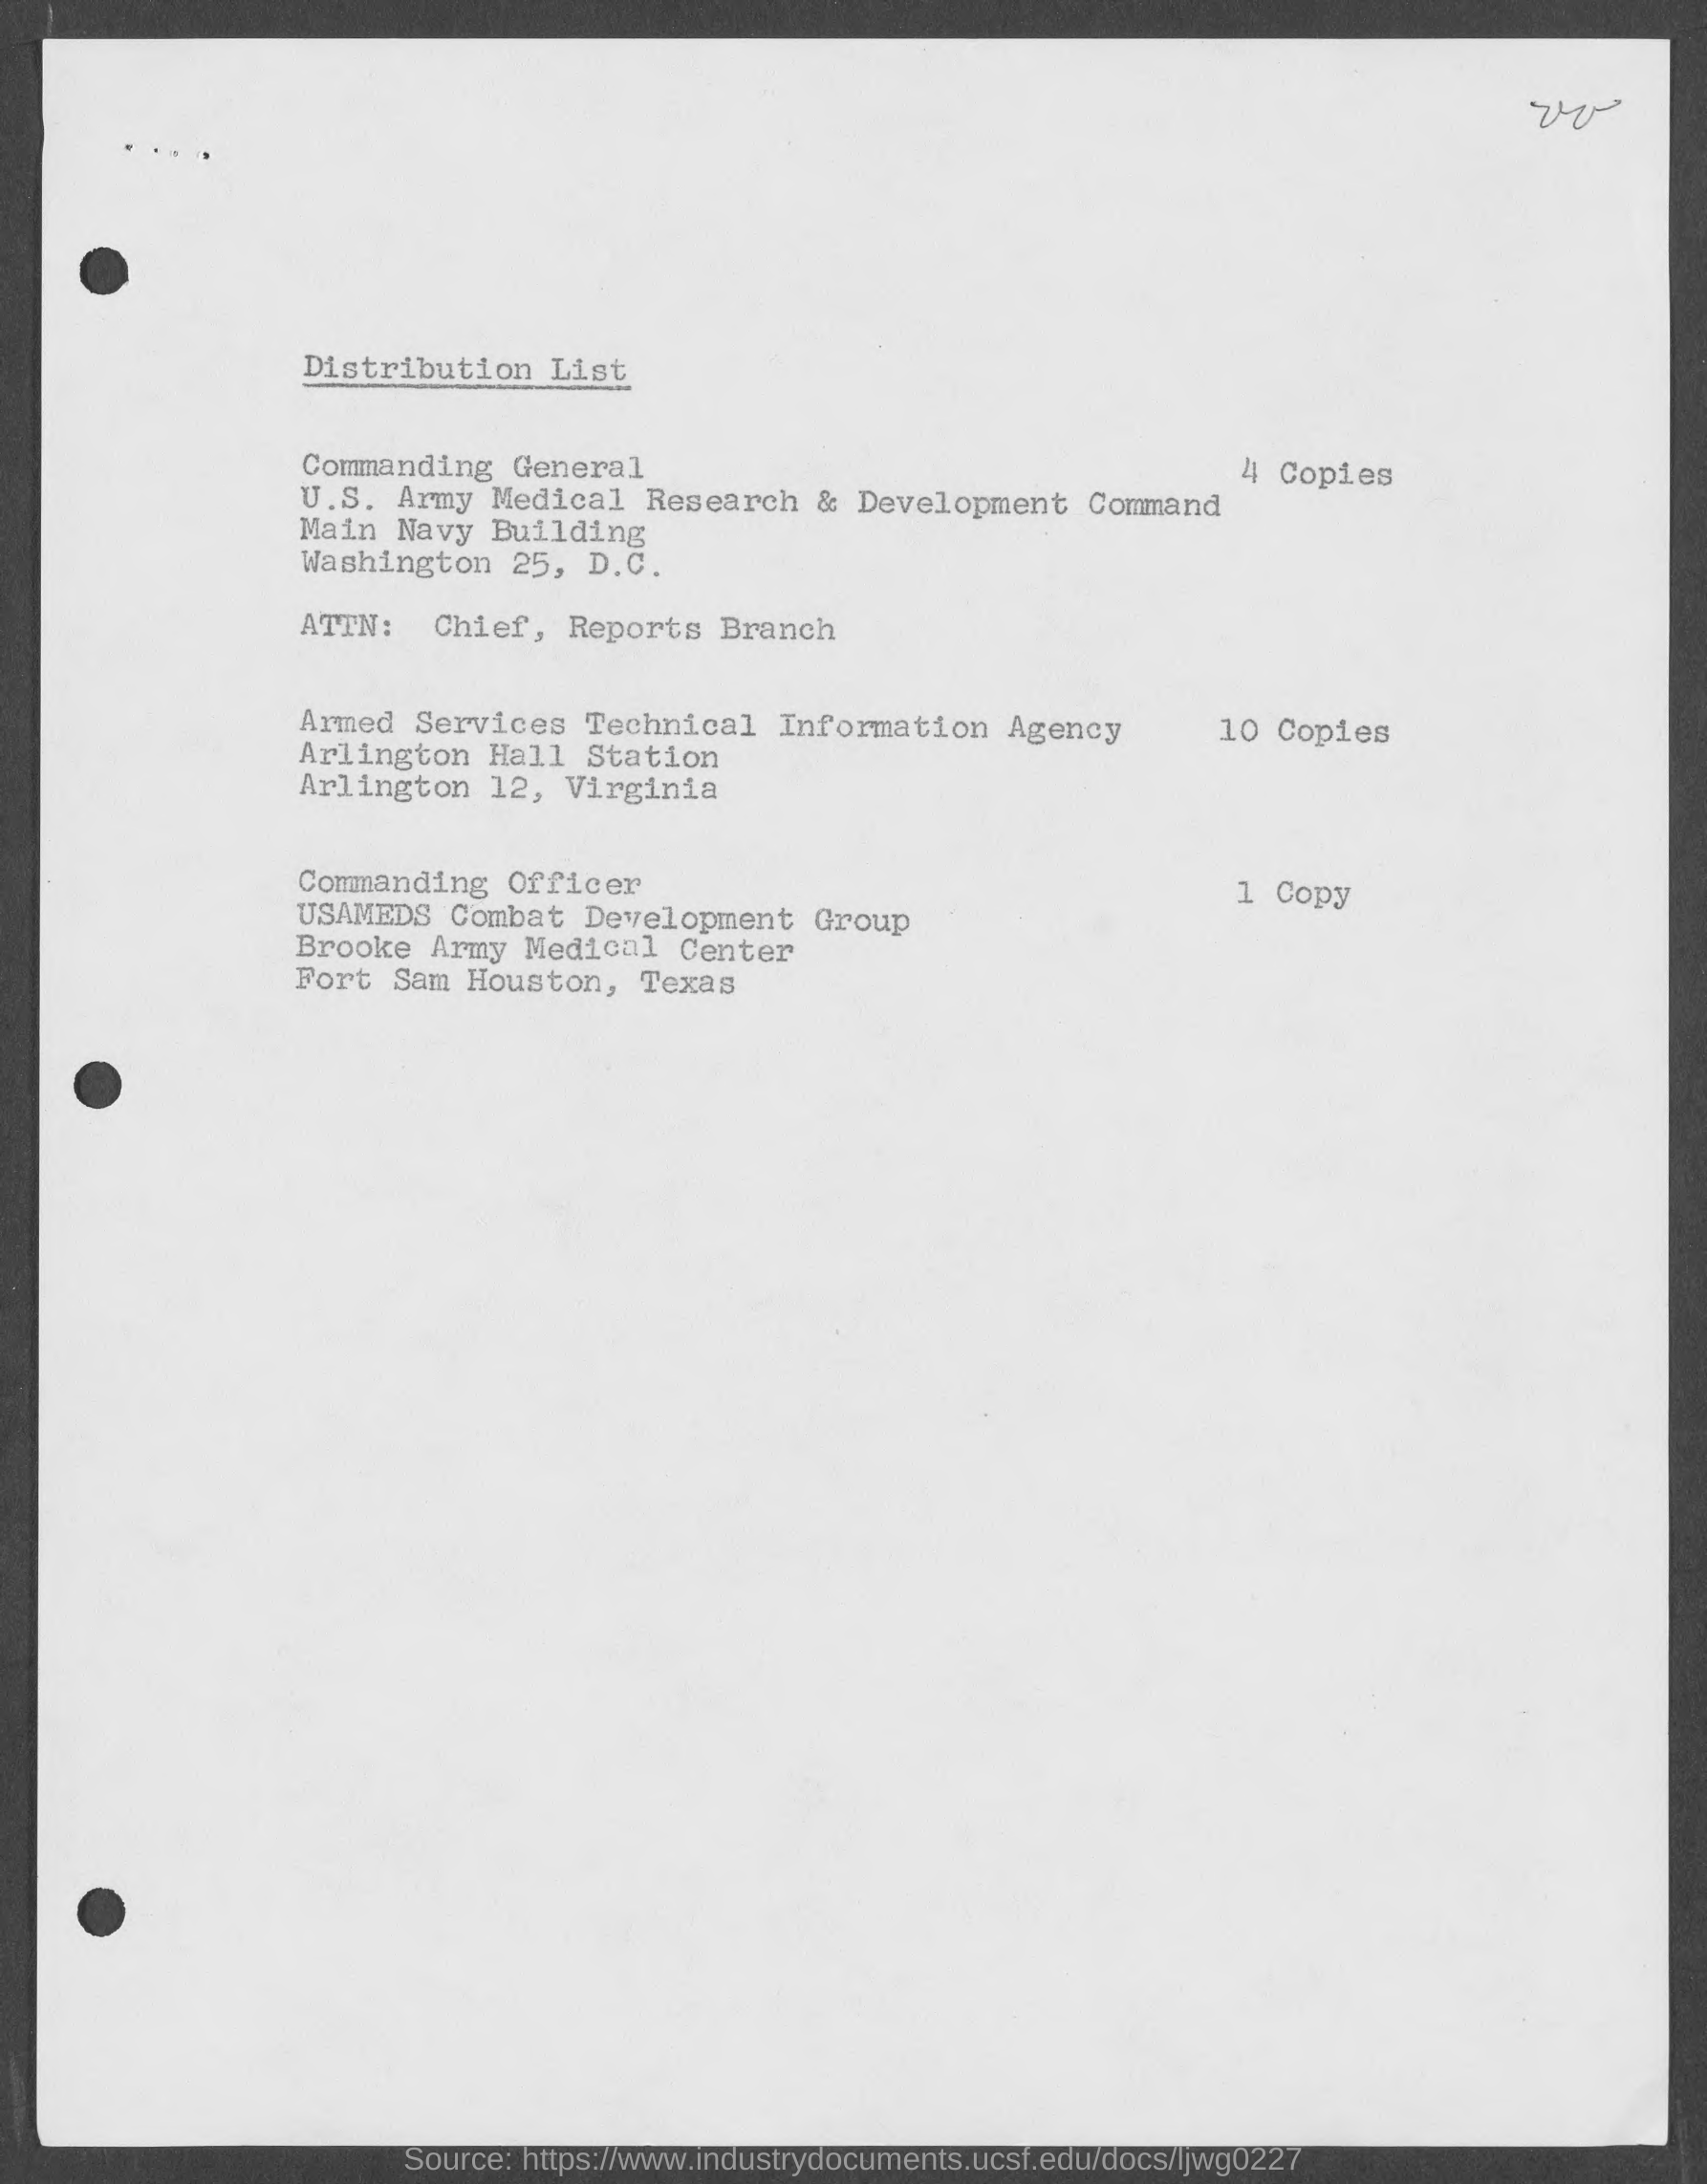 Distribution List
Commanding General 4 Copies
U.S. Army Medical Research & Development Command
Main Navy Building
Washington 25, D.C.
ATTN: Chief, Reports Branch
Armed Services Technical Information Agency 10 Copies
Arlington Hall Station
Arlington 12, Virginia
Commanding Officer 1 Copy
USAMEDS Combat Development Group
Brooke Army Medical Center
Fort Sam Houston, Texas
Source: https://www.industrydocuments.ucsf.edu/docs/ljwg0227